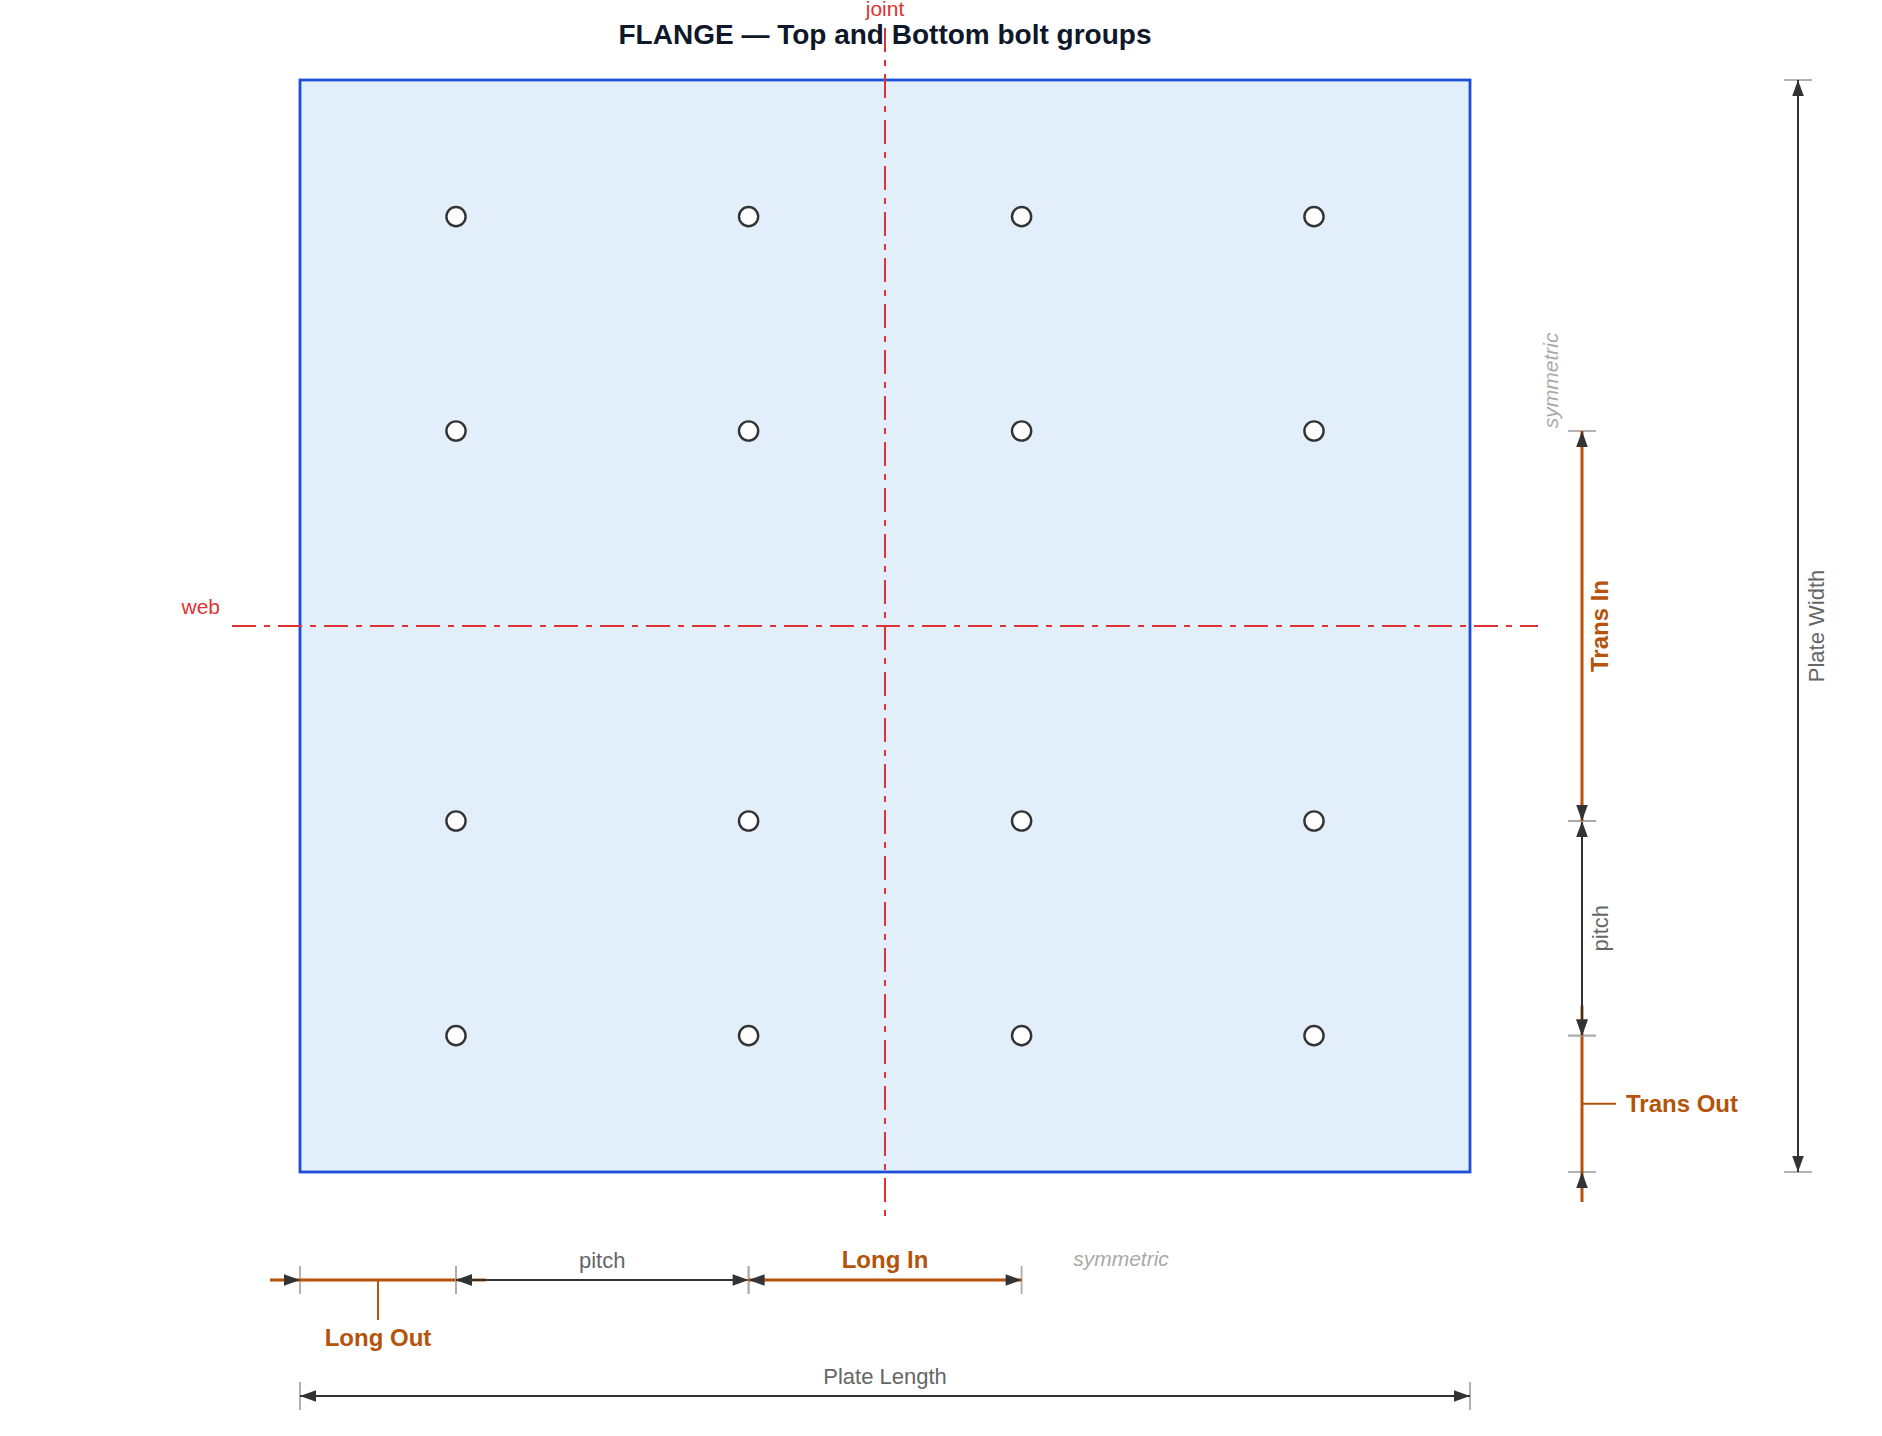 joint
FLANGE — Top and Bottom bolt groups
symmetric
web
Trans In
Plate Width
pitch
Trans Out
pitch
Long In
symmetric
Long Out
Plate Length